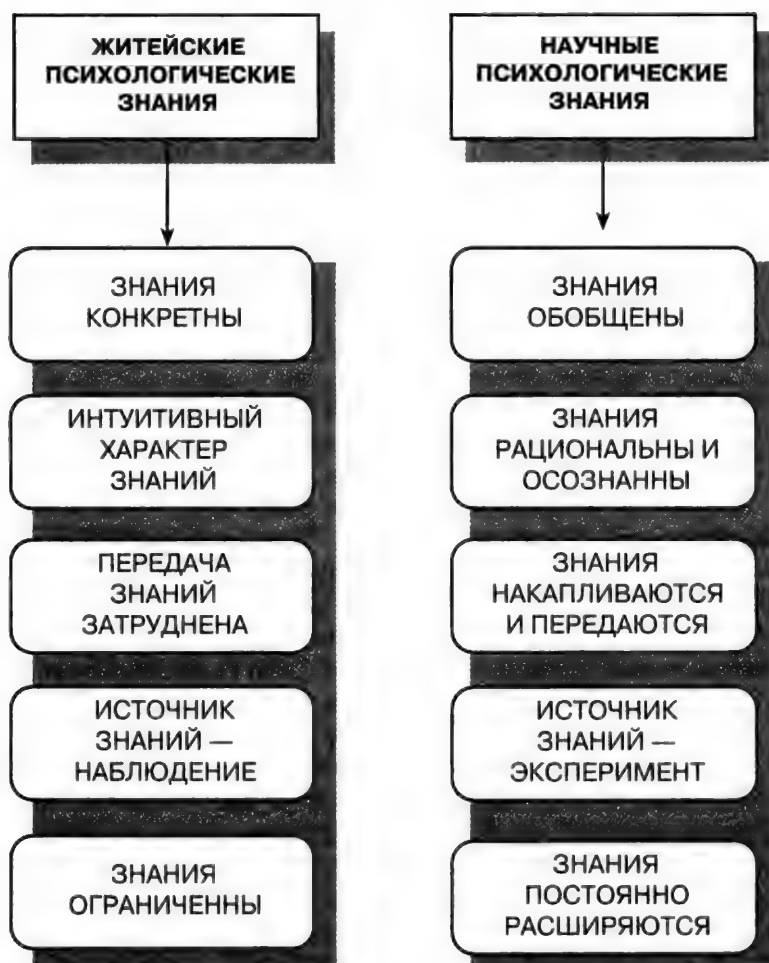 ЖИТЕЙСКИЕ
ПСИХОЛОГИЧЕСКИЕ
ЗНАНИЯ
ЗНАНИЯ
КОНКРЕТНЫ
ИНТУИТИВНЫЙ
ХАРАКТЕР
ЗНАНИЙ
ПЕРЕДАЧА
ЗНАНИЙ
ЗАТРУДНЕНА
ИСТОЧНИК
ЗНАНИЙ —
НАБЛЮДЕНИЕ
ЗНАНИЯ
ОГРАНИЧЕННЫ
НАУЧНЫЕ
ПСИХОЛОГИЧЕСКИЕ
ЗНАНИЯ
ЗНАНИЯ
ОБОБЩЕНЫ
ЗНАНИЯ
РАЦИОНАЛЬНЫ И
ОСОЗНАННЫ
ЗНАНИЯ
НАКАПЛИВАЮТСЯ
И ПЕРЕДАЮТСЯ
ИСТОЧНИК
ЗНАНИЙ —
ЭКСПЕРИМЕНТ
ЗНАНИЯ
ПОСТОЯННО
РАСШИРЯЮТСЯ